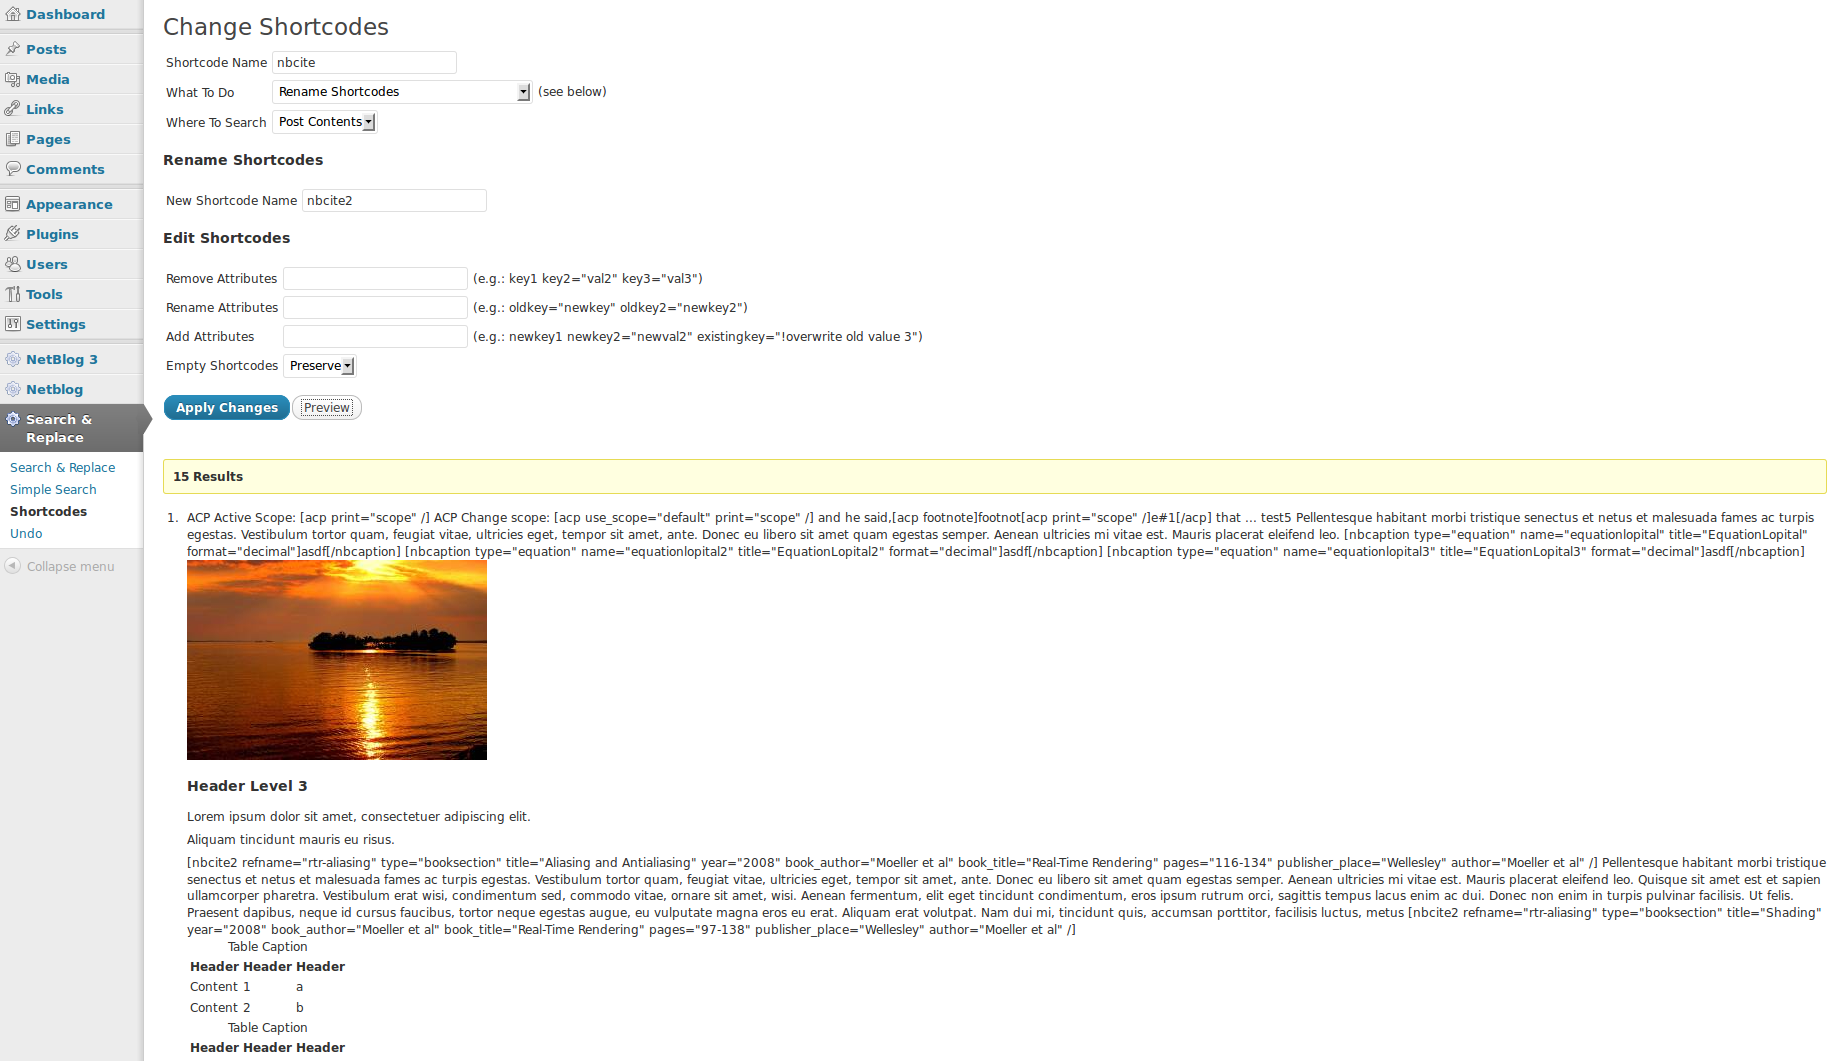 Dashboard
Posts
Media
Links
Pages
Comments
Appearance
Plugins
Users
Tools
Settings
NetBlog 3
Netblog
Search &
Replace
Search & Replace
Simple Search
Shortcodes
Undo
Collapse menu
Change Shortcodes
Shortcode Name nbcite
What To Do Rename Shortcodes (see below)
Where To Search Post Contents
Rename Shortcodes
New Shortcode Name nbcite2
Edit Shortcodes
Remove Attributes (e.g.: key1 key2="val2" key3="val3")
Rename Attributes (e.g.: oldkey="newkey" oldkey2="newkey2")
Add Attributes (e.g.: newkey1 newkey2="newval2" existingkey="!overwrite old value 3")
Empty Shortcodes Preserve
Apply Changes Preview
15 Results
1. ACP Active Scope: [acp print="scope" /] ACP Change scope: [acp use_scope="default" print="scope" /] and he said,[acp footnote]footnot[acp print="scope" /]e#1[/acp] that ... test5 Pellentesque habitant morbi tristique senectus et netus et malesuada fames ac turpis
egestas. Vestibulum tortor quam, feugiat vitae, ultricies eget, tempor sit amet, ante. Donec eu libero sit amet quam egestas semper. Aenean ultricies mi vitae est. Mauris placerat eleifend leo. [nbcaption type="equation" name="equationlopital" title="EquationLopital"
format="decimal"]asdf[/nbcaption] [nbcaption type="equation" name="equationlopital2" title="EquationLopital2" format="decimal"]asdf[/nbcaption] [nbcaption type="equation" name="equationlopital3" title="EquationLopital3" format="decimal"]asdf[/nbcaption]
Header Level 3
Lorem ipsum dolor sit amet, consectetuer adipiscing elit.
Aliquam tincidunt mauris eu risus.
[nbcite2 refname="rtr-aliasing" type="booksection" title="Aliasing and Antialiasing" year="2008" book_author="Moeller et al" book_title="Real-Time Rendering" pages="116-134" publisher_place="Wellesley" author="Moeller et al" /] Pellentesque habitant morbi tristique
senectus et netus et malesuada fames ac turpis egestas. Vestibulum tortor quam, feugiat vitae, ultricies eget, tempor sit amet, ante. Donec eu libero sit amet quam egestas semper. Aenean ultricies mi vitae est. Mauris placerat eleifend leo. Quisque sit amet est et sapien
ullamcorper pharetra. Vestibulum erat wisi, condimentum sed, commodo vitae, ornare sit amet, wisi. Aenean fermentum, elit eget tincidunt condimentum, eros ipsum rutrum orci, sagittis tempus lacus enim ac dui. Donec non enim in turpis pulvinar facilisis. Ut felis.
Praesent dapibus, neque id cursus faucibus, tortor neque egestas augue, eu vulputate magna eros eu erat. Aliquam erat volutpat. Nam dui mi, tincidunt quis, accumsan porttitor, facilisis luctus, metus [nbcite2 refname="rtr-aliasing" type="booksection" title="Shading"
year="2008" book_author="Moeller et al" book_title="Real-Time Rendering" pages="97-138" publisher_place="Wellesley" author="Moeller et al" /]
Table Caption
Header Header Header
Content 1 a
Content 2 b
Table Caption
Header Header Header